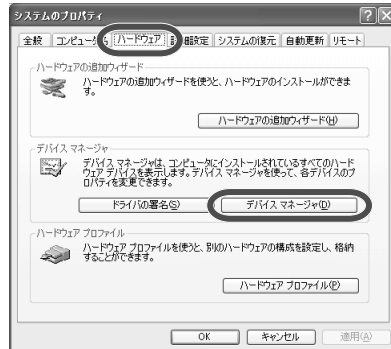 システムのプロパティ
全般 コンピュータ名 ハードウェア 詳細設定 システムの復元 自動更新 リモート
ハードウェアの追加ウィザード
ハードウェアの追加ウィザードを使うと、ハードウェアのインストールができま
す。
ハードウェアの追加ウィザード(H)
デバイス マネージャ
デバイス マネージャは、コンピュータにインストールされているすべてのハード
ウェア デバイスを表示します。デバイス マネージャを使って、各デバイスのプ
ロパティを変更できます。
ドライバの署名(S) デバイス マネージャ(D)
ハードウェア プロファイル
ハードウェア プロファイルを使うと、別のハードウェアの構成を設定し、格納
することができます。
ハードウェア プロファイル(P)
OK キャンセル 適用(A)